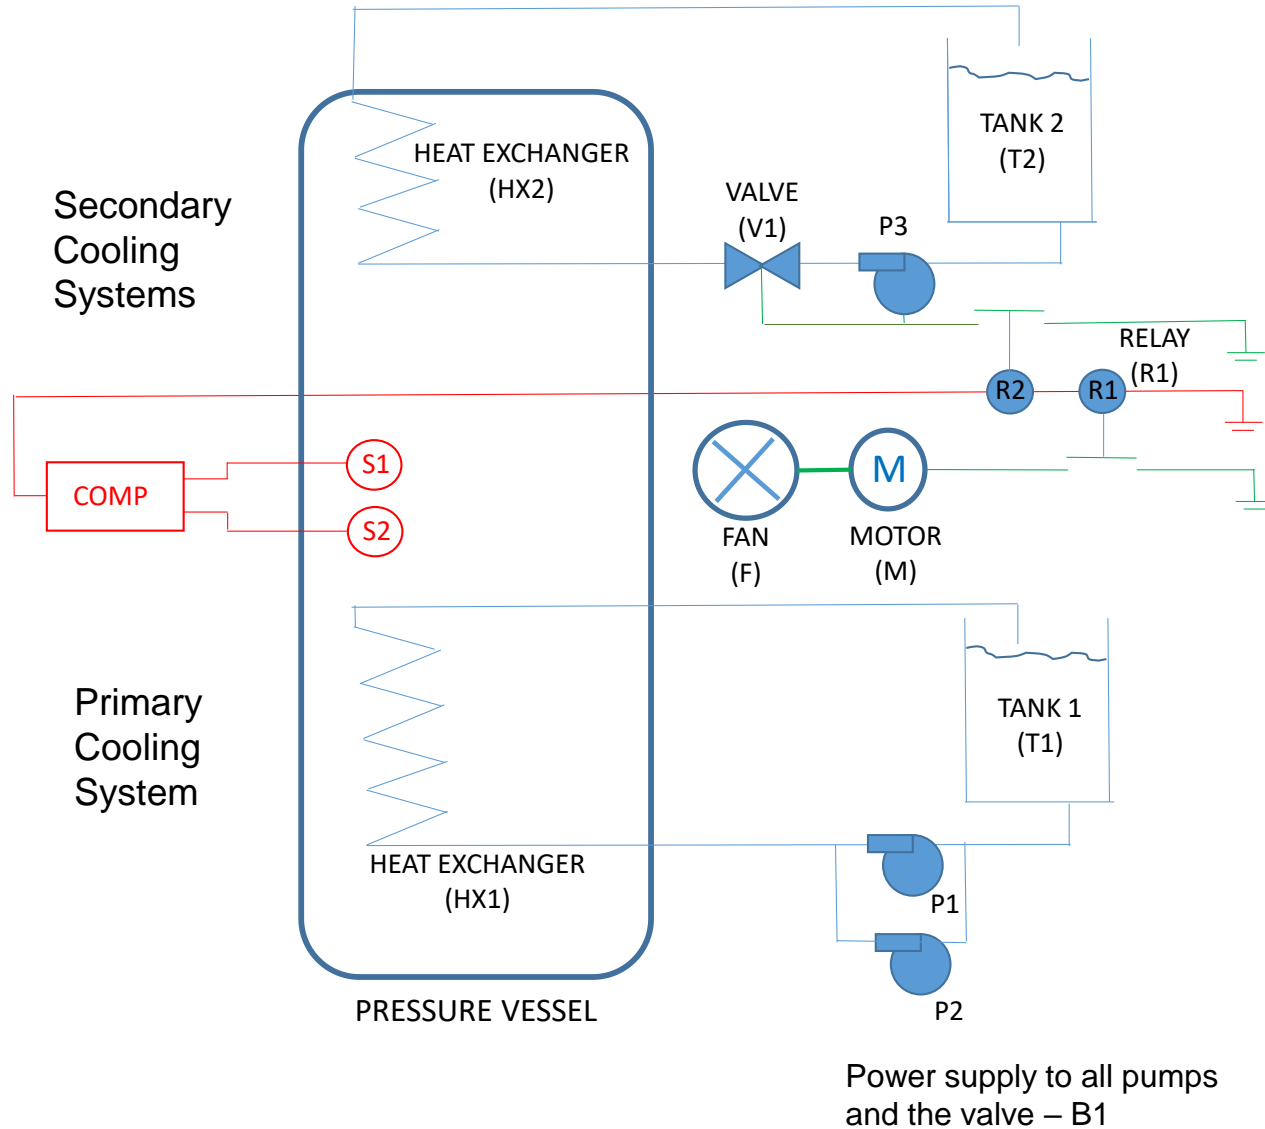 TANK 2
(T2)
HEAT EXCHANGER
(HX2)
VALVE
(V1)
P3
Secondary
Cooling
Systems
RELAY
(R1)
R2
R1
S1
COMP
S2
M
FAN
(F)
MOTOR
(M)
Primary
Cooling
System
TANK 1
(T1)
HEAT EXCHANGER
(HX1)
P1
P2
PRESSURE VESSEL
Power supply to all pumps
and the valve – B1